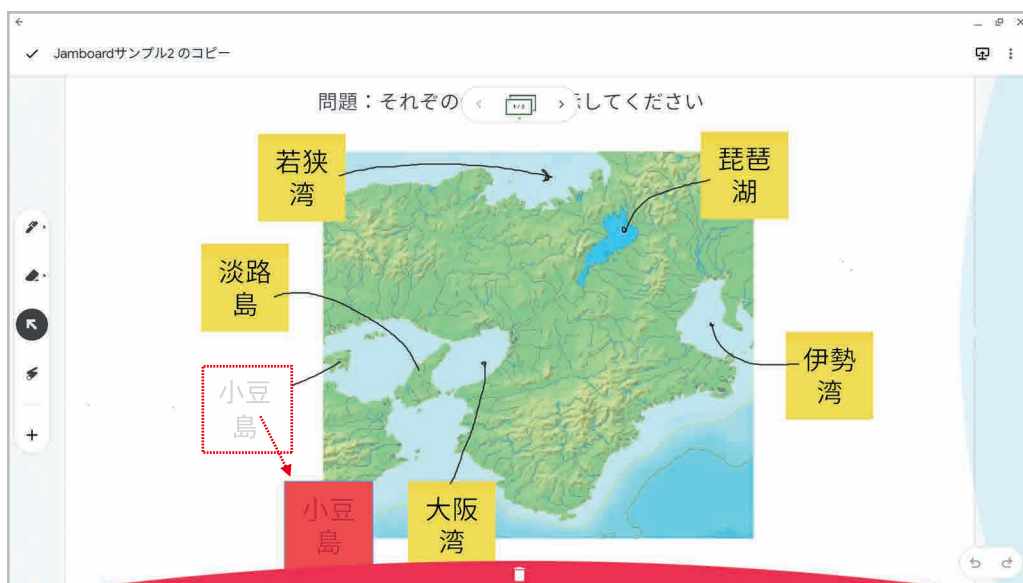 Jamboardサンプル2 のコピー
問題：それぞの
してください
1/2
若狭
湾
琵琶
湖
淡路
島
伊勢
湾
小豆
島
小豆
島
大阪
湾